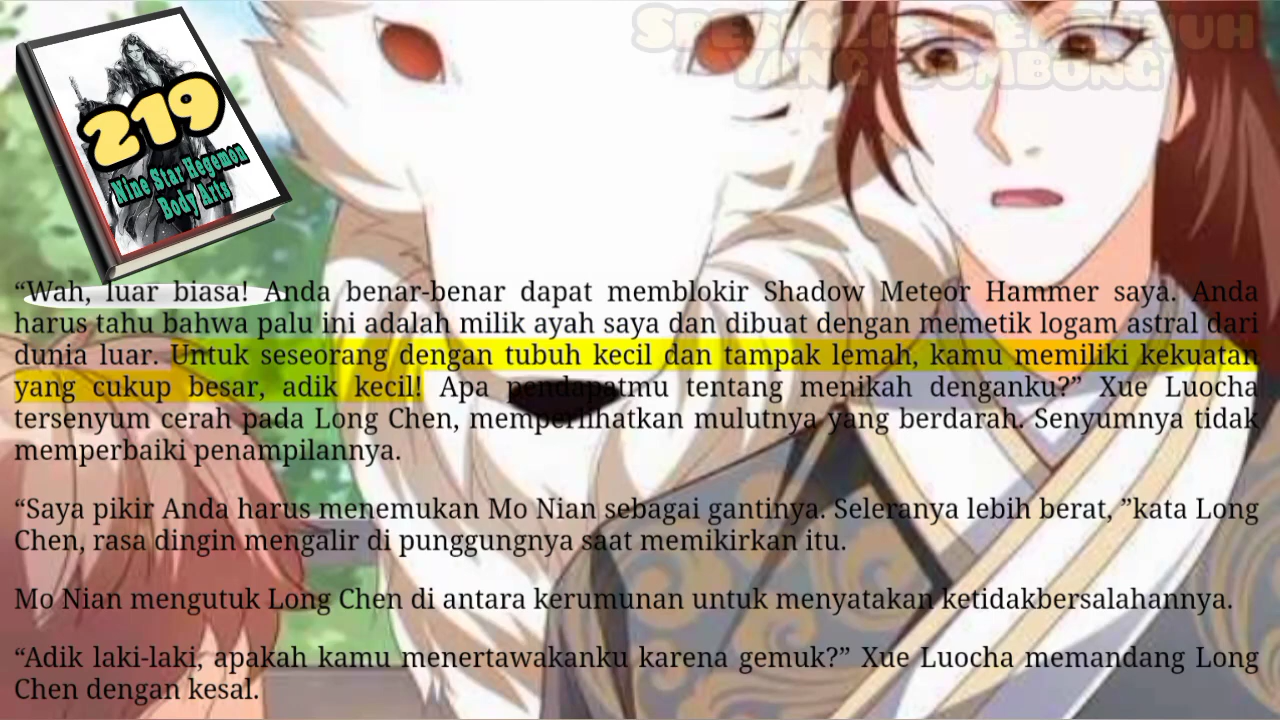 SPESIALIS PEMBUNUH
YANG SOMBONG
219
Nine Star Hegemon
Body Arts
“Wah, luar biasa! Anda benar-benar dapat memblokir Shadow Meteor Hammer saya. Anda
harus tahu bahwa palu ini adalah milik ayah saya dan dibuat dengan memetik logam astral dari
dunia luar. Untuk seseorang dengan tubuh kecil dan tampak lemah, kamu memiliki kekuatan
yang cukup besar, adik kecil! Apa pendapatmu tentang menikah denganku?” Xue Luocha
tersenyum cerah pada Long Chen, memperlihatkan mulutnya yang berdarah. Senyumnya tidak
memperbaiki penampilannya.
“Saya pikir Anda harus menemukan Mo Nian sebagai gantinya. Seleranya lebih berat, ”kata Long
Chen, rasa dingin mengalir di punggungnya saat memikirkan itu.
Mo Nian mengutuk Long Chen di antara kerumunan untuk menyatakan ketidakbersalahannya.
“Adik laki-laki, apakah kamu menertawakanku karena gemuk?” Xue Luocha memandang Long
Chen dengan kesal.